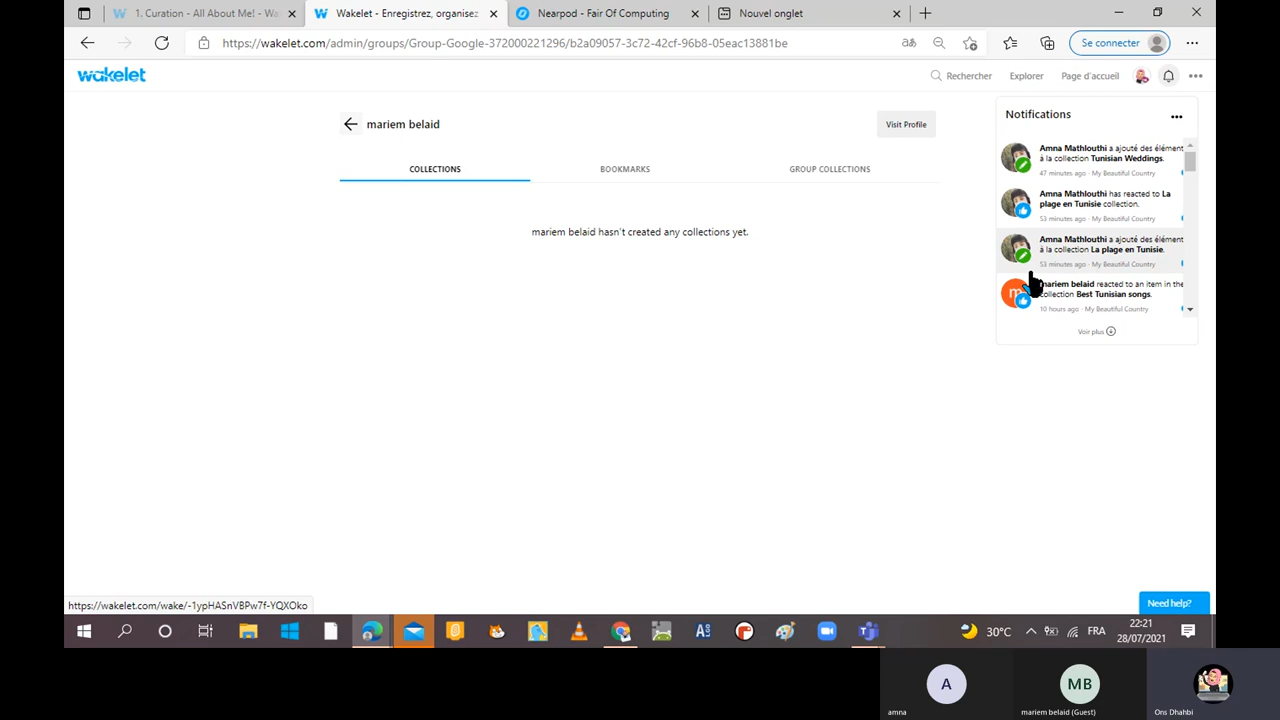 1. Curation - All About Me! - Wa
Wakelet - Enregistrez, organisez
Nearpod - Fair Of Computing
Nouvel onglet
https://wakelet.com/admin/groups/Group-Google-372000221296/b2a09057-3c72-42cf-96b8-05eac13881be
Se connecter
wakelet
Rechercher
Explorer
Page d'accueil
mariem belaid
Visit Profile
COLLECTIONS
BOOKMARKS
GROUP COLLECTIONS
mariem belaid hasn't created any collections yet.
Notifications
Amna Mathlouthi a ajouté des élément
à la collection Tunisian Weddings.
47 minutes ago · My Beautiful Country
Amna Mathlouthi has reacted to La
plage en Tunisie collection.
53 minutes ago · My Beautiful Country
Amna Mathlouthi a ajouté des élément
à la collection La plage en Tunisie.
53 minutes ago · My Beautiful Country
mariem belaid reacted to an item in the
collection Best Tunisian songs.
10 hours ago · My Beautiful Country
Voir plus
Need help?
https://wakelet.com/wake/-1ypHASnVBPw7f-YQXOko
30°C
FRA
22:21
28/07/2021
A
amna
MB
mariem belaid (Guest)
Ons Dhahbi